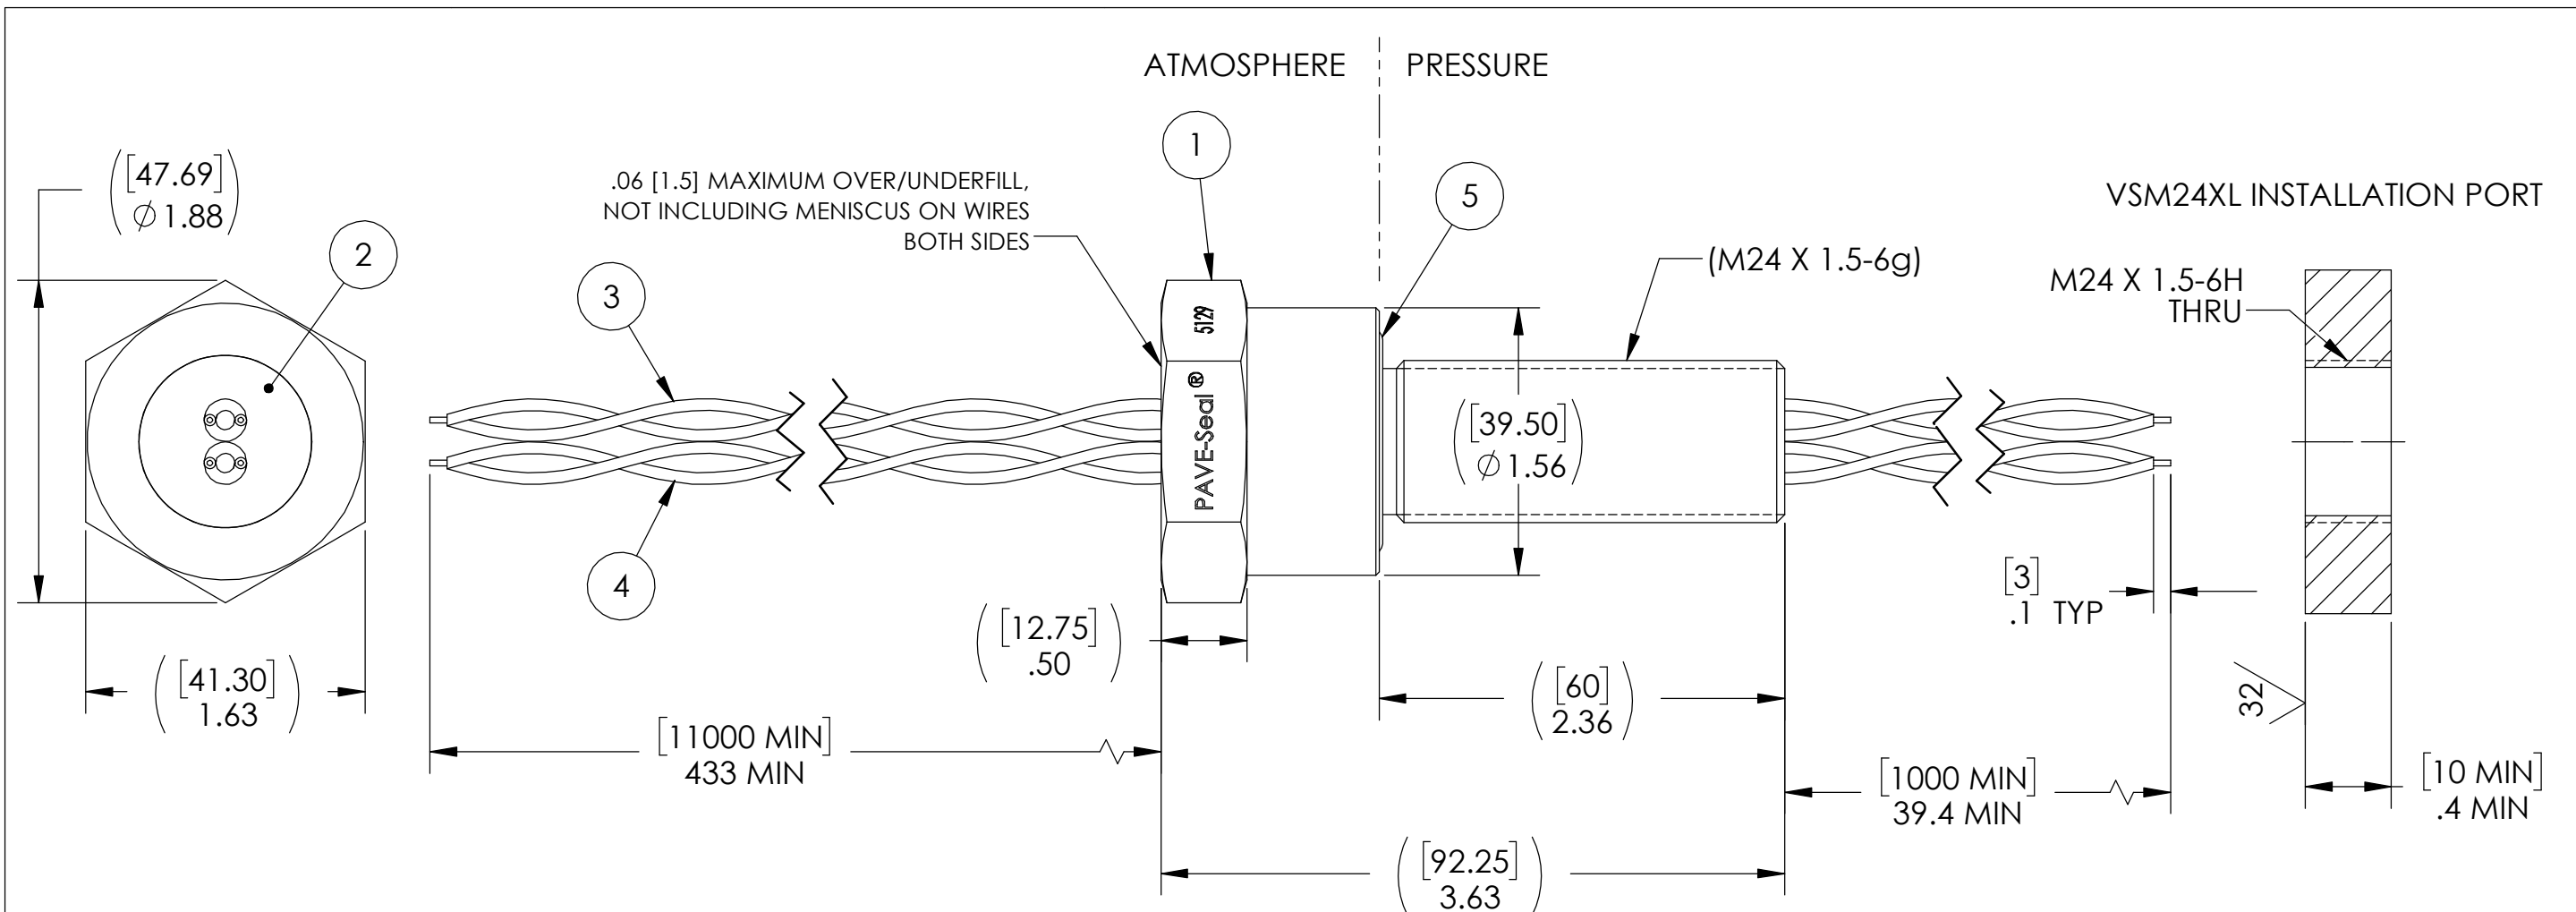 ATMOSPHERE
PRESSURE
1
[47.69]
Ø 1.88
2
.06 [1.5] MAXIMUM OVER/UNDERFILL,
NOT INCLUDING MENISCUS ON WIRES
BOTH SIDES
5
VSM24XL INSTALLATION PORT
3
5129
PAVE-Seal®
(M24 X 1.5-6g)
M24 X 1.5-6H
THRU
[39.50]
Ø 1.56
4
[3]
.1 TYP
([12.75]
.50)
([41.30]
1.63)
([60]
2.36)
32
[11000 MIN]
433 MIN
[1000 MIN]
39.4 MIN
[10 MIN]
.4 MIN
([92.25]
3.63)